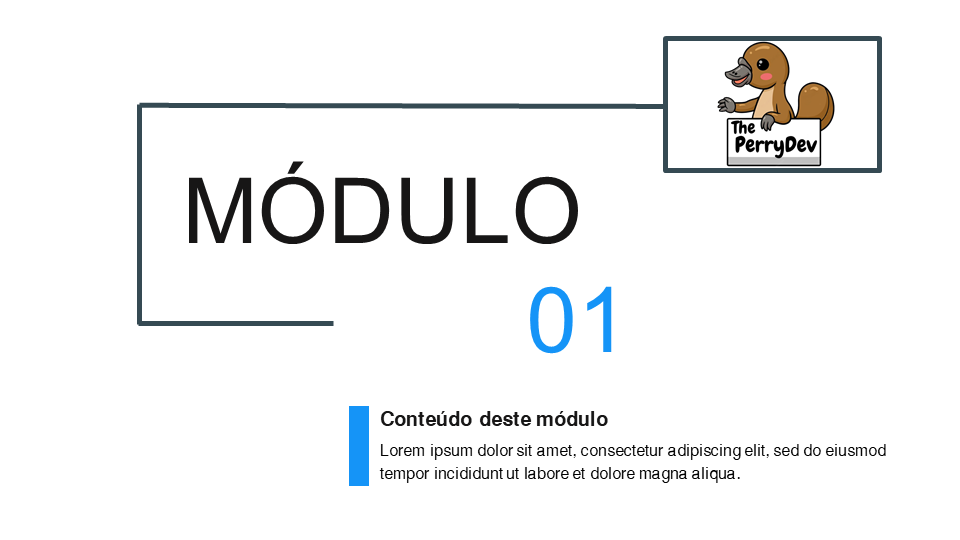 The
PerryDev
MÓDULO
01
Conteúdo deste módulo
Lorem ipsum dolor sit amet, consectetur adipiscing elit, sed do eiusmod
tempor incididunt ut labore et dolore magna aliqua.